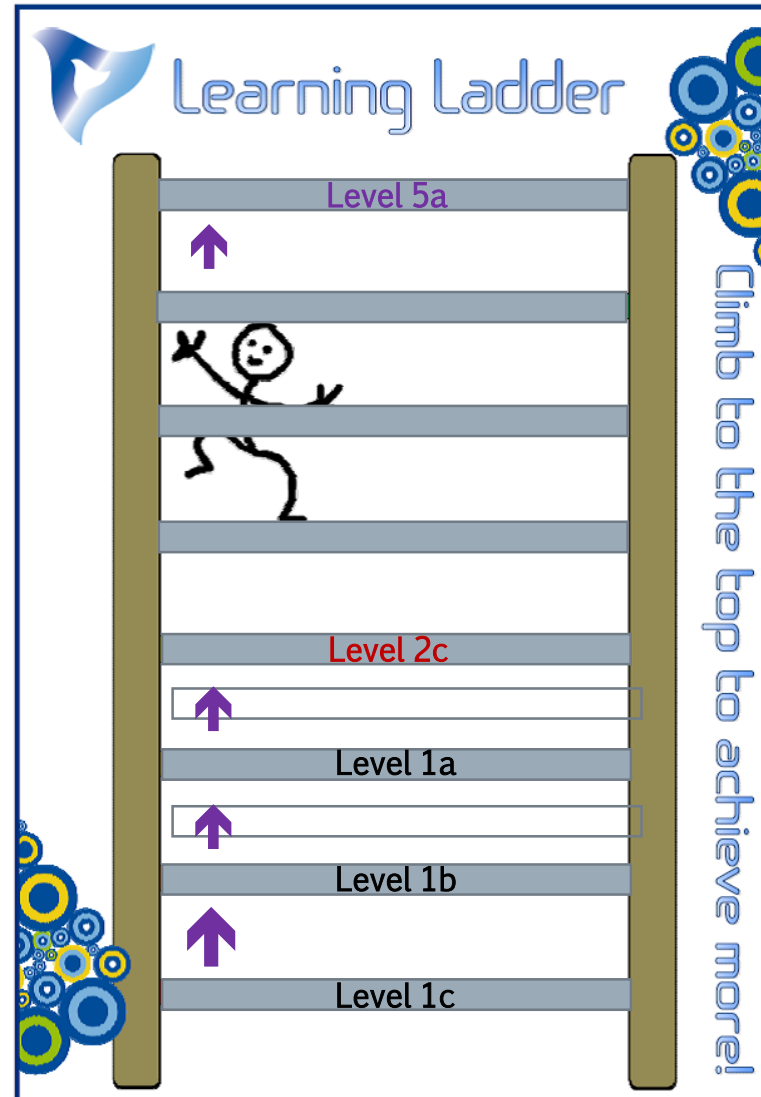 Learning Ladder
Level 5a
Level 2c
Level 1a
Level 1b
Level 1c
Climb to the top to achieve more!